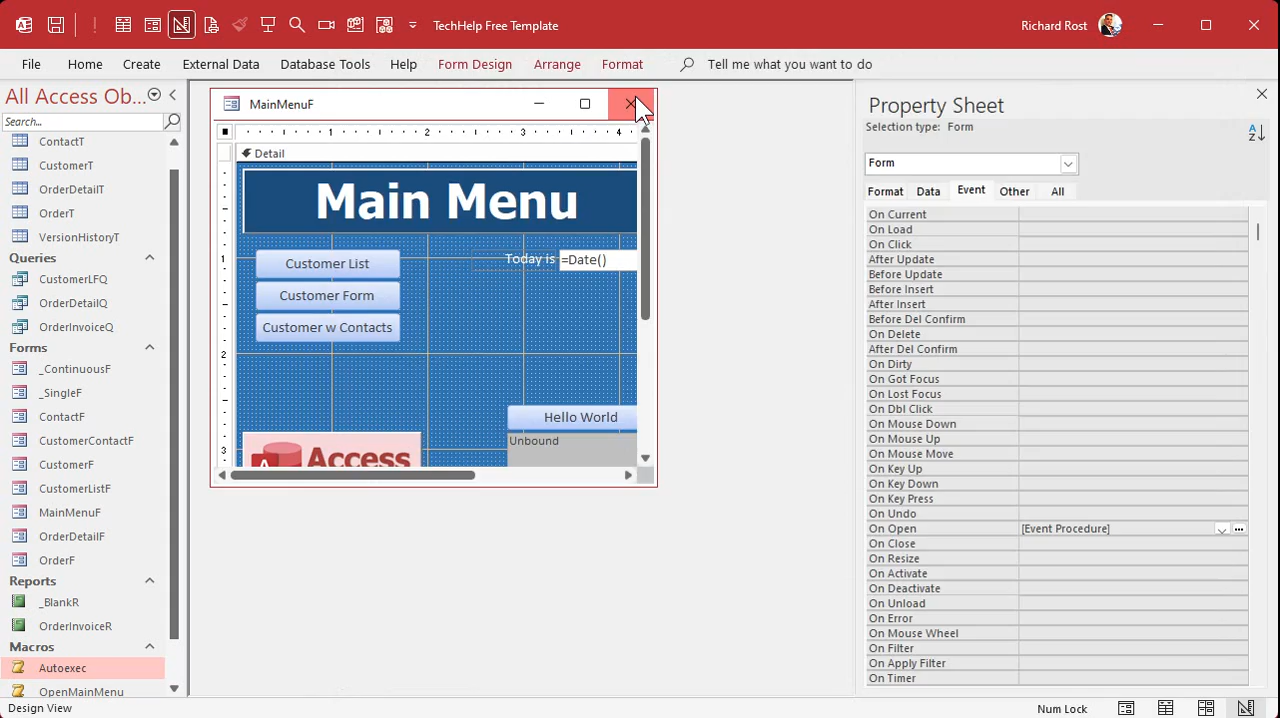 TechHelp Free Template
Richard Rost
File
Home
Create
External Data
Database Tools
Help
Form Design
Arrange
Format
Tell me what you want to do
All Access Ob...
Search...
ContactT
CustomerT
OrderDetailT
OrderT
VersionHistoryT
Queries
CustomerLFQ
OrderDetailQ
OrderInvoiceQ
Forms
_ContinuousF
_SingleF
ContactF
CustomerContactF
CustomerF
CustomerListF
MainMenuF
OrderDetailF
OrderF
Reports
_BlankR
OrderInvoiceR
Macros
Autoexec
OpenMainMenu
MainMenuF
1
2
3
4
Detail
Main Menu
1
2
3
Customer List
Customer Form
Customer w Contacts
Today is
=Date()
Hello World
Unbound
A
Access
Property Sheet
Selection type: Form
A
Z
Form
Format
Data
Event
Other
All
On Current
On Load
On Click
After Update
Before Update
Before Insert
After Insert
Before Del Confirm
On Delete
After Del Confirm
On Dirty
On Got Focus
On Lost Focus
On Dbl Click
On Mouse Down
On Mouse Up
On Mouse Move
On Key Up
On Key Down
On Key Press
On Undo
On Open [Event Procedure]
On Close
On Resize
On Activate
On Deactivate
On Unload
On Error
On Mouse Wheel
On Filter
On Apply Filter
On Timer
Design View
Num Lock